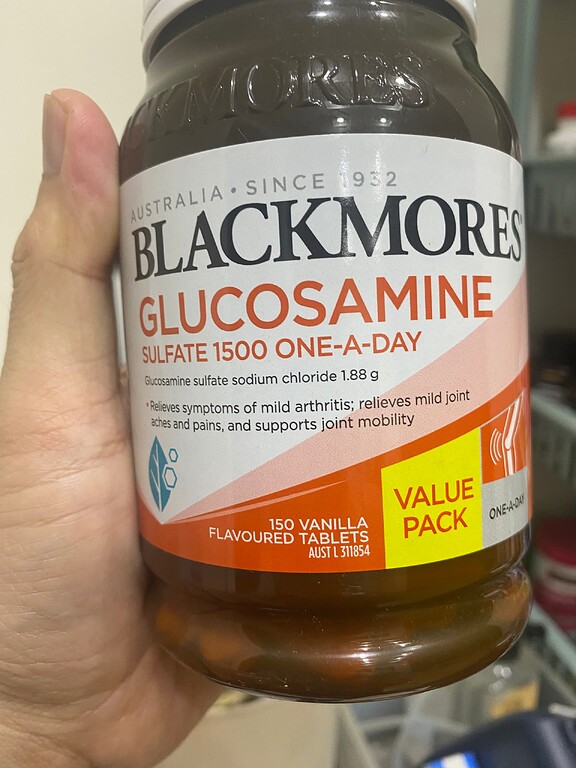 BLACKMORES
AUSTRALIA • SINCE 1932
BLACKMORES
GLUCOSAMINE
SULFATE 1500 ONE-A-DAY
Glucosamine sulfate sodium chloride 1.88 g
• Relieves symptoms of mild arthritis; relieves mild joint
aches and pains, and supports joint mobility
VALUE
PACK
ONE-A-DAY
150 VANILLA
FLAVOURED TABLETS
AUST L 311854